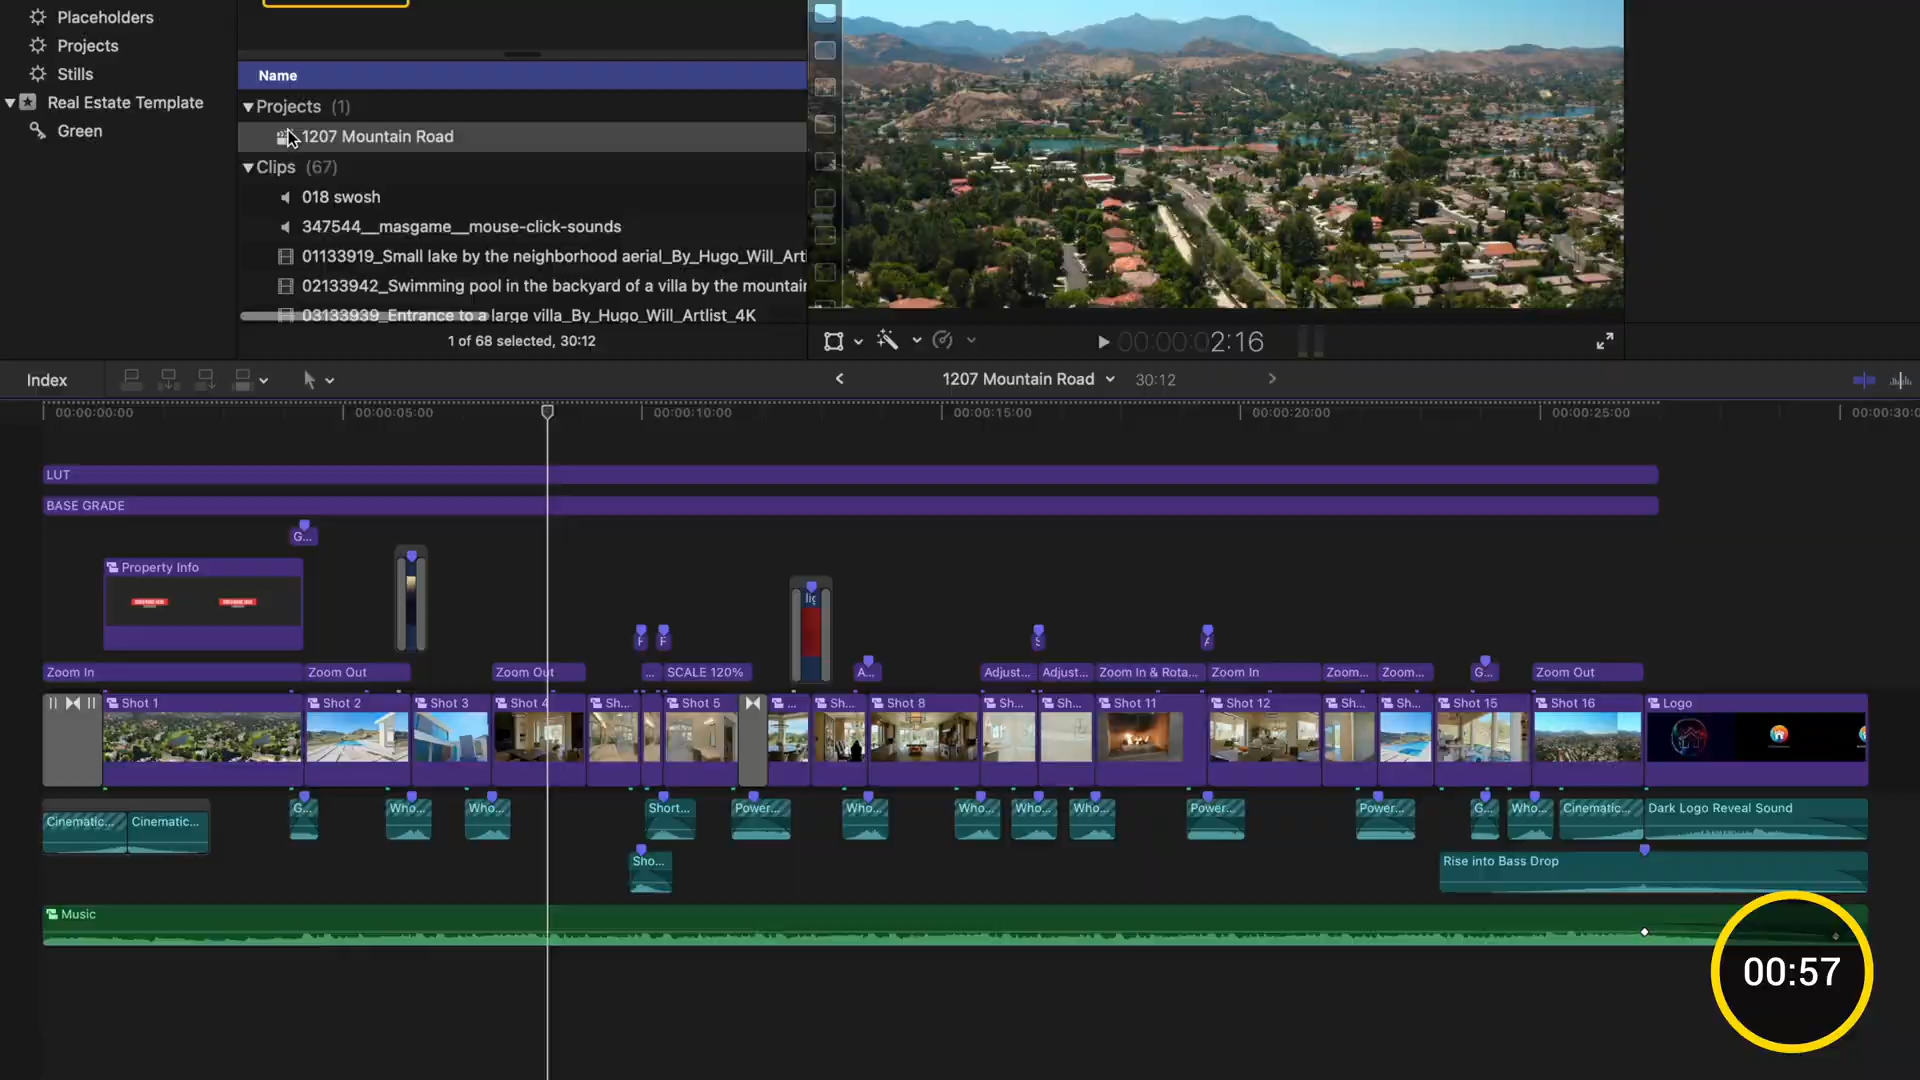 Placeholders
Projects
Stills
Real Estate Template
Green
Name
Projects (1)
1207 Mountain Road
Clips (67)
018 swosh
347544__masgame__mouse-click-sounds
01133919_Small lake by the neighborhood aerial_By_Hugo_Will_Arti
02133942_Swimming pool in the backyard of a villa by the mountain
03133939_Entrance to a large villa_By_Hugo_Will_Artlist_4K
1 of 68 selected, 30:12
00:00:02:16
Index
1207 Mountain Road 30:12
00:00:00:00 00:00:05:00 00:00:10:00 00:00:15:00 00:00:20:00 00:00:25:00 00:00:30:0
LUT
BASE GRADE
G...
Property Info
Zoom In Zoom Out Zoom Out ... SCALE 120% A... Adjust... Adjust... Zoom In & Rota... Zoom In Zoom... Zoom... G... Zoom Out
Shot 1 Shot 2 Shot 3 Shot 4 Sh... Shot 5 ... Sh... Shot 8 Sh... Sh... Shot 11 Shot 12 Sh... Sh... Shot 15 Shot 16 Logo
Cinematic... Cinematic... G... Who... Who... Short... Power... Who... Who... Who... Who... Power... Power... G... Who... Cinematic... Dark Logo Reveal Sound
Sho... Rise into Bass Drop
Music
00:57